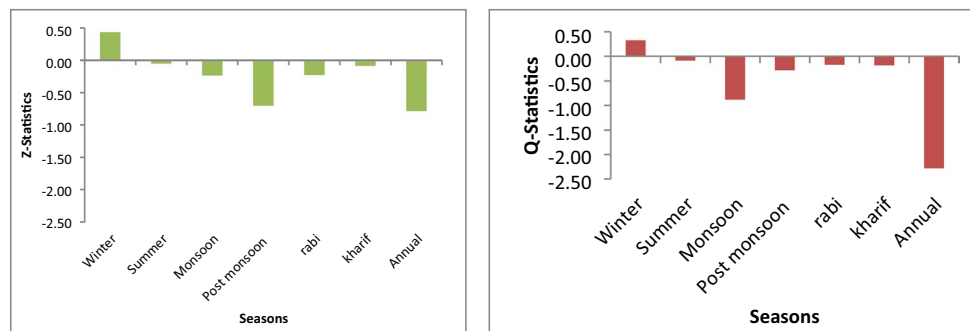 0.50
0.00
-0.50
-1.00
-1.50
-2.00
-2.50
Z-Statistics
Winter
Summer
Monsoon
Post monsoon
rabi
kharif
Annual
Seasons
0.50
0.00
-0.50
-1.00
-1.50
-2.00
-2.50
Q-Statistics
Winter
Summer
Monsoon
Post monsoon
rabi
kharif
Annual
Seasons